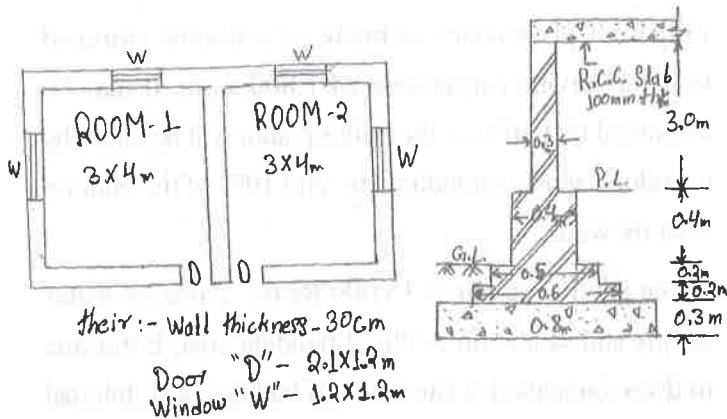 W
W
ROOM-1
3X4m
ROOM-2
3X4m
W
W
D
D
their :- Wall thickness - 30cm
Door "D" - 2.1X1.2m
Window "W" 1.2X1.2m
R.C.C. Slab
100mm thk
3.0m
0.3
P.L.
0.4
0.4m
G.L.
0.5
0.2m
0.6
0.2m
0.8m
0.3m